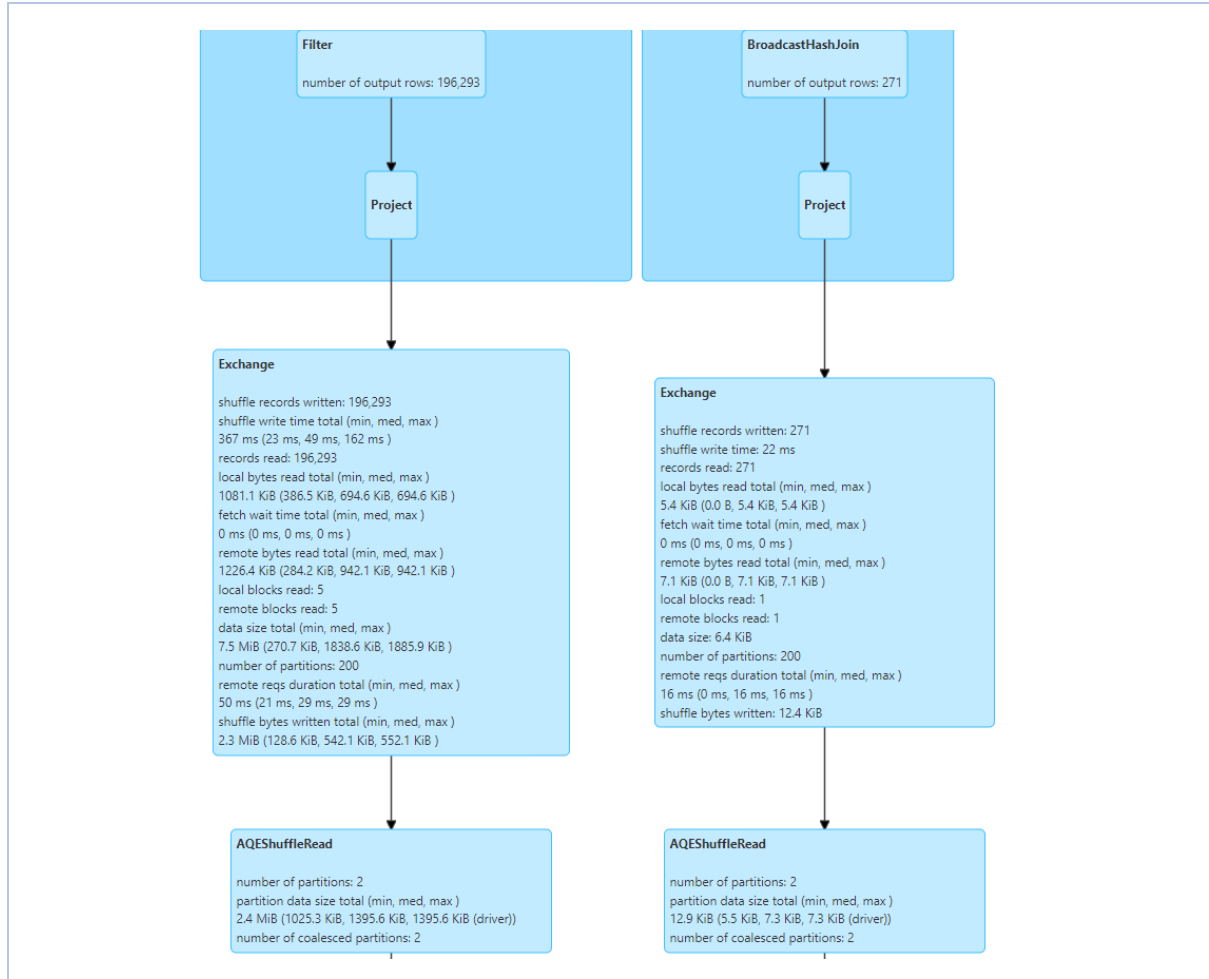 Filter
number of output rows: 196,293
Project
Exchange
shuffle records written: 196,293
shuffle write time total (min, med, max )
367 ms (23 ms, 49 ms, 162 ms )
records read: 196,293
local bytes read total (min, med, max )
1081.1 KiB (386.5 KiB, 694.6 KiB, 694.6 KiB )
fetch wait time total (min, med, max )
0 ms (0 ms, 0 ms, 0 ms )
remote bytes read total (min, med, max )
1226.4 KiB (284.2 KiB, 942.1 KiB, 942.1 KiB )
local blocks read: 5
remote blocks read: 5
data size total (min, med, max )
7.5 MiB (270.7 KiB, 1838.6 KiB, 1885.9 KiB )
number of partitions: 200
remote reqs duration total (min, med, max )
50 ms (21 ms, 29 ms, 29 ms )
shuffle bytes written total (min, med, max )
2.3 MiB (128.6 KiB, 542.1 KiB, 552.1 KiB )
AQEShuffleRead
number of partitions: 2
partition data size total (min, med, max )
2.4 MiB (1025.3 KiB, 1395.6 KiB, 1395.6 KiB (driver))
number of coalesced partitions: 2
BroadcastHashJoin
number of output rows: 271
Project
Exchange
shuffle records written: 271
shuffle write time: 22 ms
records read: 271
local bytes read total (min, med, max )
5.4 KiB (0.0 B, 5.4 KiB, 5.4 KiB )
fetch wait time total (min, med, max )
0 ms (0 ms, 0 ms, 0 ms )
remote bytes read total (min, med, max )
7.1 KiB (0.0 B, 7.1 KiB, 7.1 KiB )
local blocks read: 1
remote blocks read: 1
data size: 6.4 KiB
number of partitions: 200
remote reqs duration total (min, med, max )
16 ms (0 ms, 16 ms, 16 ms )
shuffle bytes written: 12.4 KiB
AQEShuffleRead
number of partitions: 2
partition data size total (min, med, max )
12.9 KiB (5.5 KiB, 7.3 KiB, 7.3 KiB (driver))
number of coalesced partitions: 2